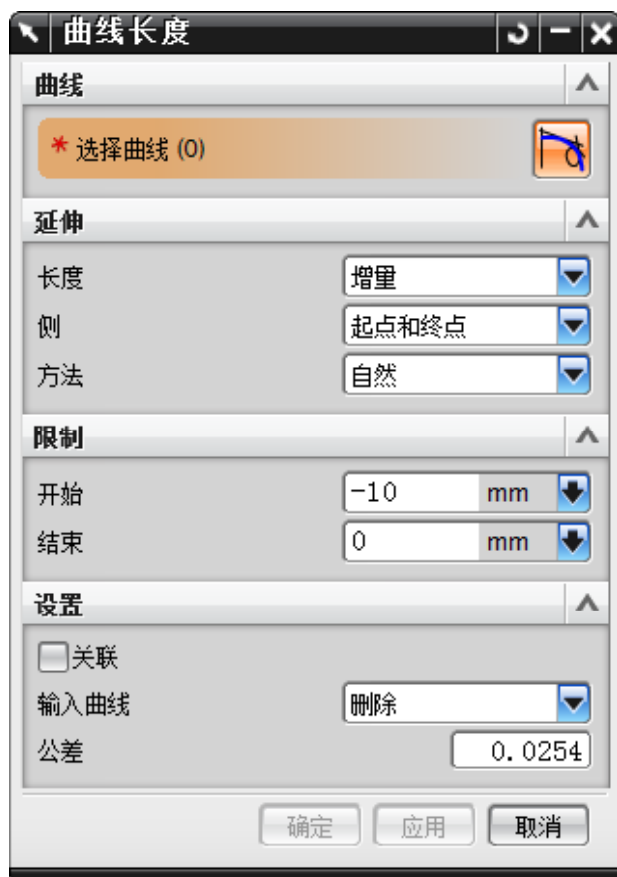 曲线长度
曲线
* 选择曲线 (0)
延伸
长度 增量
侧 起点和终点
方法 自然
限制
开始 -10 mm
结束 0 mm
设置
关联
输入曲线 删除
公差 0.0254
确定 应用 取消